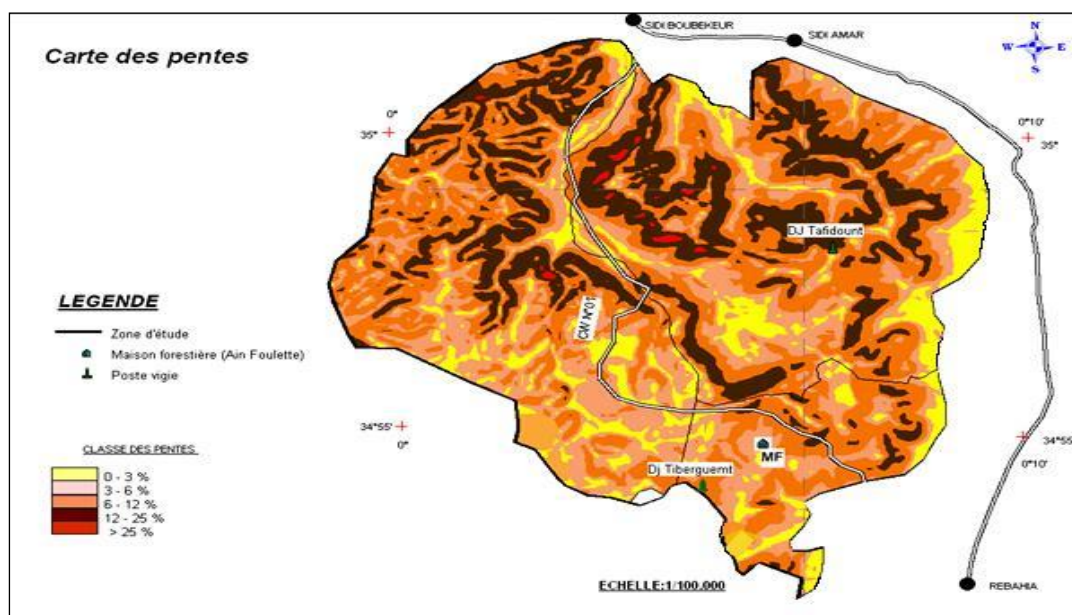 Carte des pentes
SIDI BOUBEKEUR
SIDI AMAR
N
W E
S
0°
35°
0°10'
35°
DJ Tafidount
CW N°01
LEGENDE
Zone d'étude
Maison forestière (Ain Foulette)
Poste vigie
34°55'
0°
34°55'
0°10'
MF
Dj Tiberguemt
CLASSE DES PENTES
0 - 3 %
3 - 6 %
6 - 12 %
12 - 25 %
> 25 %
ECHELLE:1/100.000
REBAHIA